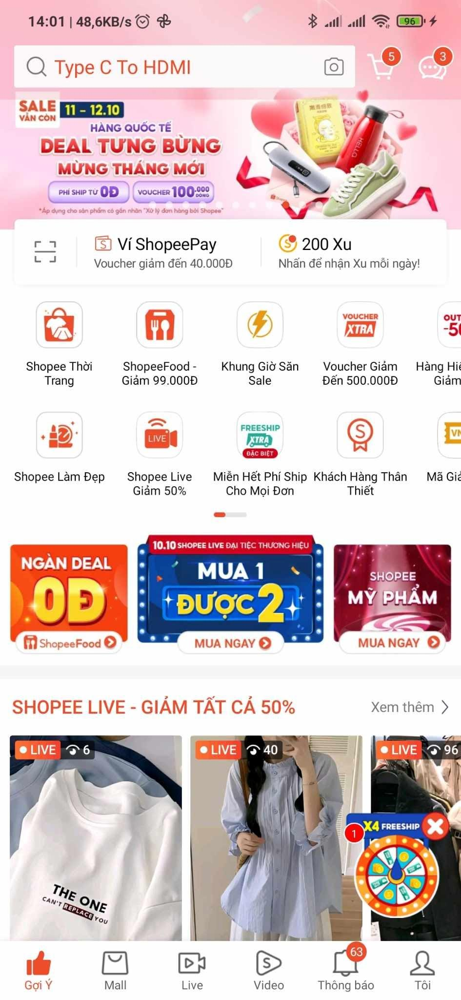 14:01 | 48,6KB/s
96
Type C To HDMI
5
3
SALE
VẪN CÒN
11 - 12.10
HÀNG QUỐC TẾ
DEAL TƯNG BỪNG
MỪNG THÁNG MỚI
PHÍ SHIP TỪ 0Đ
VOUCHER 100.000 ĐỒNG
*Áp dụng cho sản phẩm có gắn nhãn "Xử lý đơn hàng bởi Shopee"
HELLO
Ví ShopeePay
Voucher giảm đến 40.000Đ
200 Xu
Nhấn để nhận Xu mỗi ngày!
VOUCHER
XTRA
OUT
-50
Shopee Thời
Trang
ShopeeFood -
Giảm 99.000Đ
Khung Giờ Săn
Sale
Voucher Giảm
Đến 500.000Đ
Hàng Hiệ
Giảm
LIVE
FREESHIP
XTRA
ĐẶC BIỆT
S
VN
Shopee Làm Đẹp
Shopee Live
Giảm 50%
Miễn Hết Phí Ship
Cho Mọi Đơn
Khách Hàng Thân
Thiết
Mã Giả
NGÀN DEAL
0Đ
ShopeeFood
10.10 SHOPEE LIVE ĐẠI TIỆC THƯƠNG HIỆU
MUA 1
ĐƯỢC 2
MUA NGAY
SHOPEE
MỸ PHẨM
MUA NGAY
SHOPEE LIVE - GIẢM TẤT CẢ 50%
Xem thêm
LIVE 6
LIVE 40
LIVE 96
THE ONE
CAN'T REPLACE YOU
1
X4 FREESHIP
63
Gợi Ý
Mall
Live
Video
Thông báo
Tôi